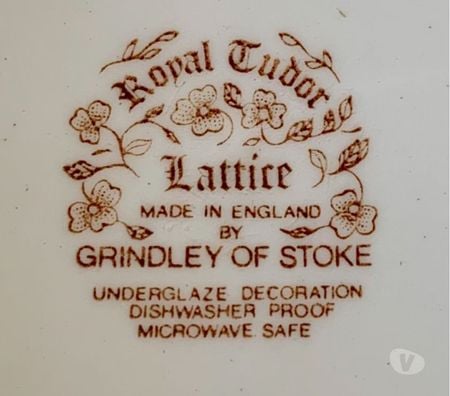 Royal Tudor
Lattice
MADE IN ENGLAND
BY
GRINDLEY OF STOKE
UNDERGLAZE DECORATION
DISHWASHER PROOF
MICROWAVE SAFE
V